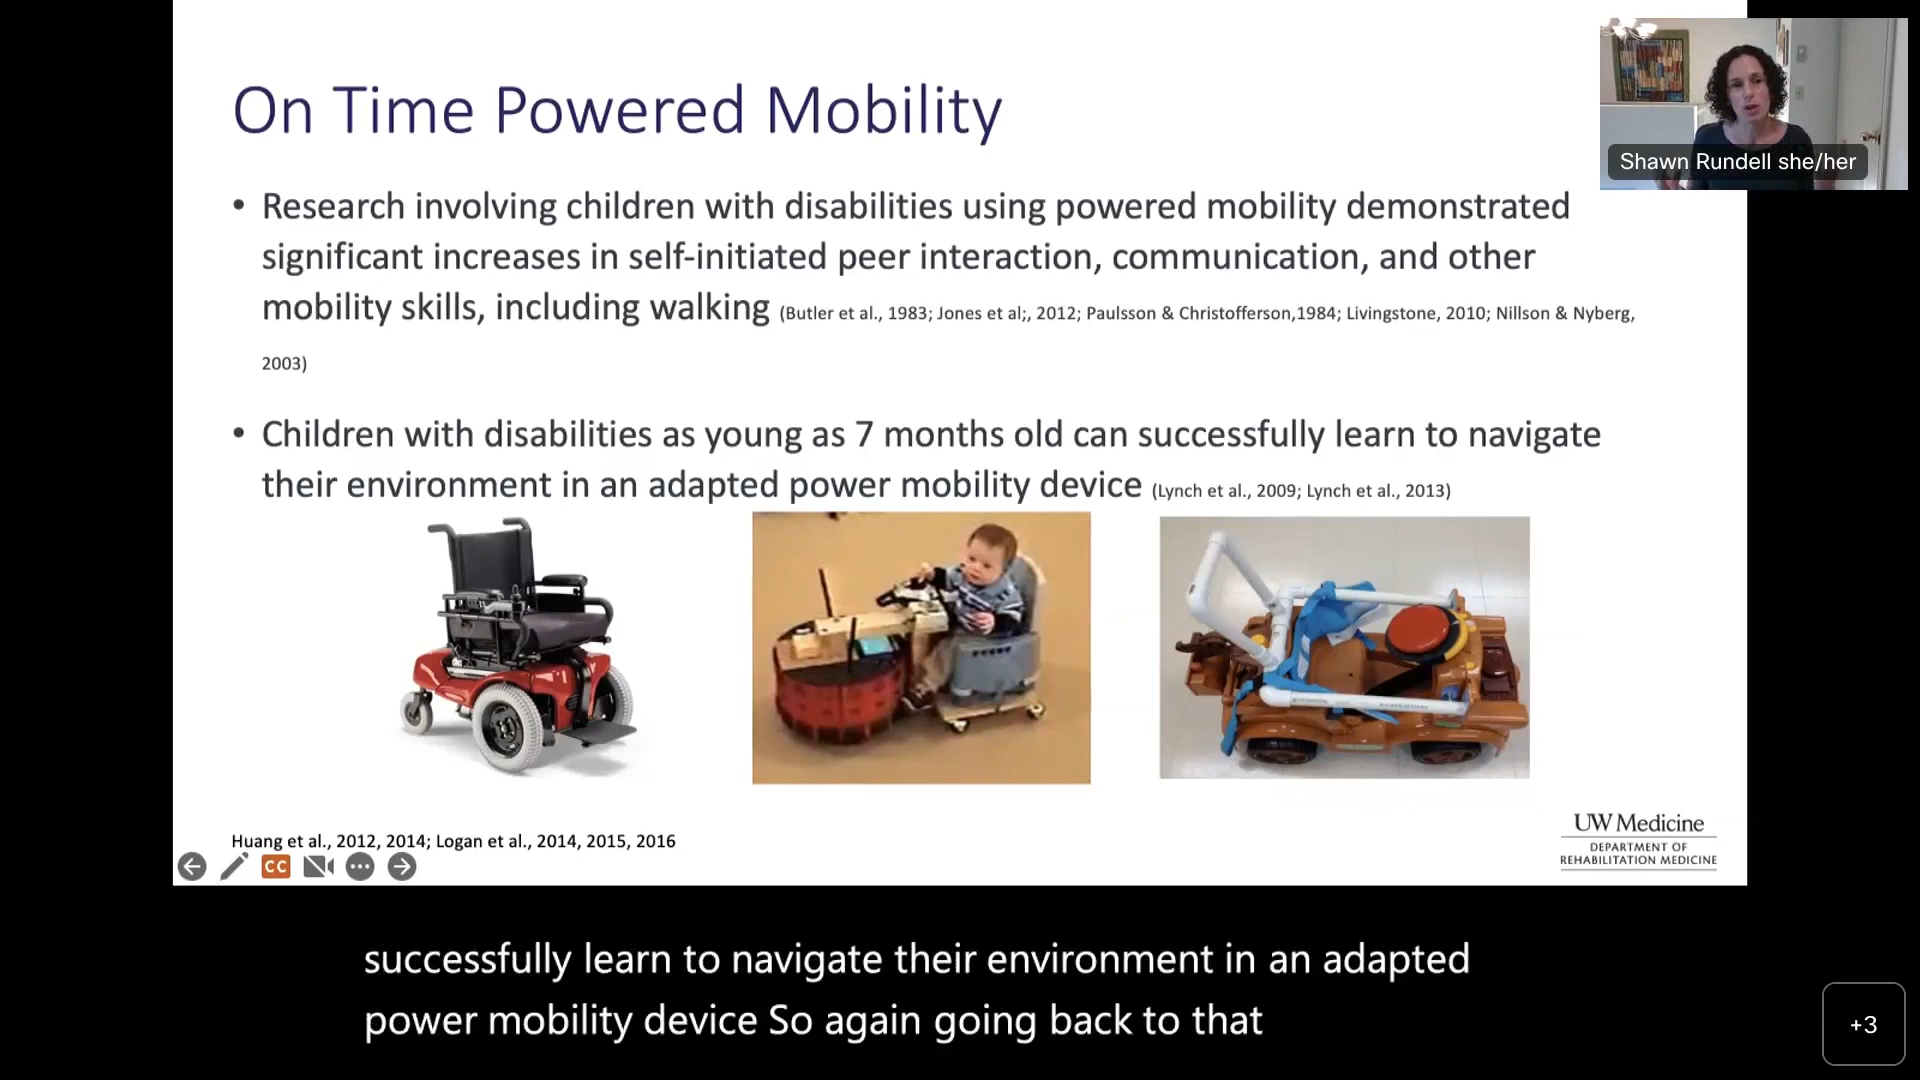 On Time Powered Mobility
Shawn Rundell she/her
• Research involving children with disabilities using powered mobility demonstrated
significant increases in self-initiated peer interaction, communication, and other
mobility skills, including walking (Butler et al., 1983; Jones et al;, 2012; Paulsson & Christofferson,1984; Livingstone, 2010; Nillson & Nyberg,
2003)
• Children with disabilities as young as 7 months old can successfully learn to navigate
their environment in an adapted power mobility device (Lynch et al., 2009; Lynch et al., 2013)
Huang et al., 2012, 2014; Logan et al., 2014, 2015, 2016
CC
UW Medicine
DEPARTMENT OF
REHABILITATION MEDICINE
successfully learn to navigate their environment in an adapted
power mobility device So again going back to that
+3